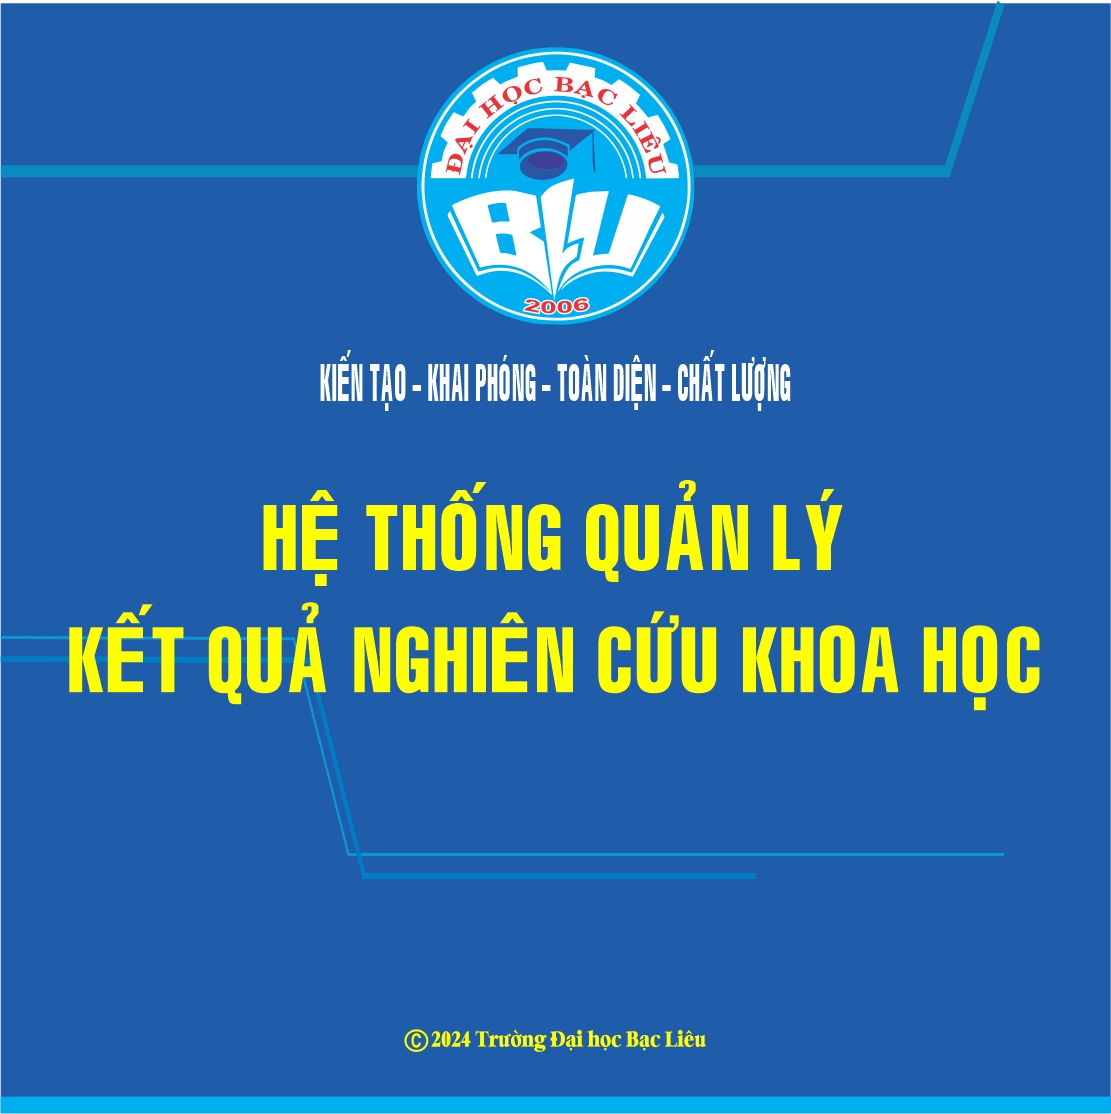 ĐẠI HỌC BẠC LIÊU
BLU
2006
KIẾN TẠO – KHAI PHÓNG – TOÀN DIỆN – CHẤT LƯỢNG
HỆ THỐNG QUẢN LÝ
KẾT QUẢ NGHIÊN CỨU KHOA HỌC
© 2024 Trường Đại học Bạc Liêu